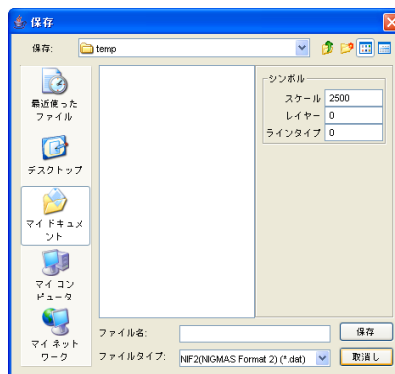 保存
保存:
temp
最近使った
ファイル
デスクトップ
マイ ドキュメ
ント
マイ コン
ピュータ
マイ ネット
ワーク
シンボル
スケール 2500
レイヤー 0
ラインタイプ 0
ファイル名:
保存
ファイルタイプ:
NIF2(NIGMAS Format 2) (*.dat)
取消し